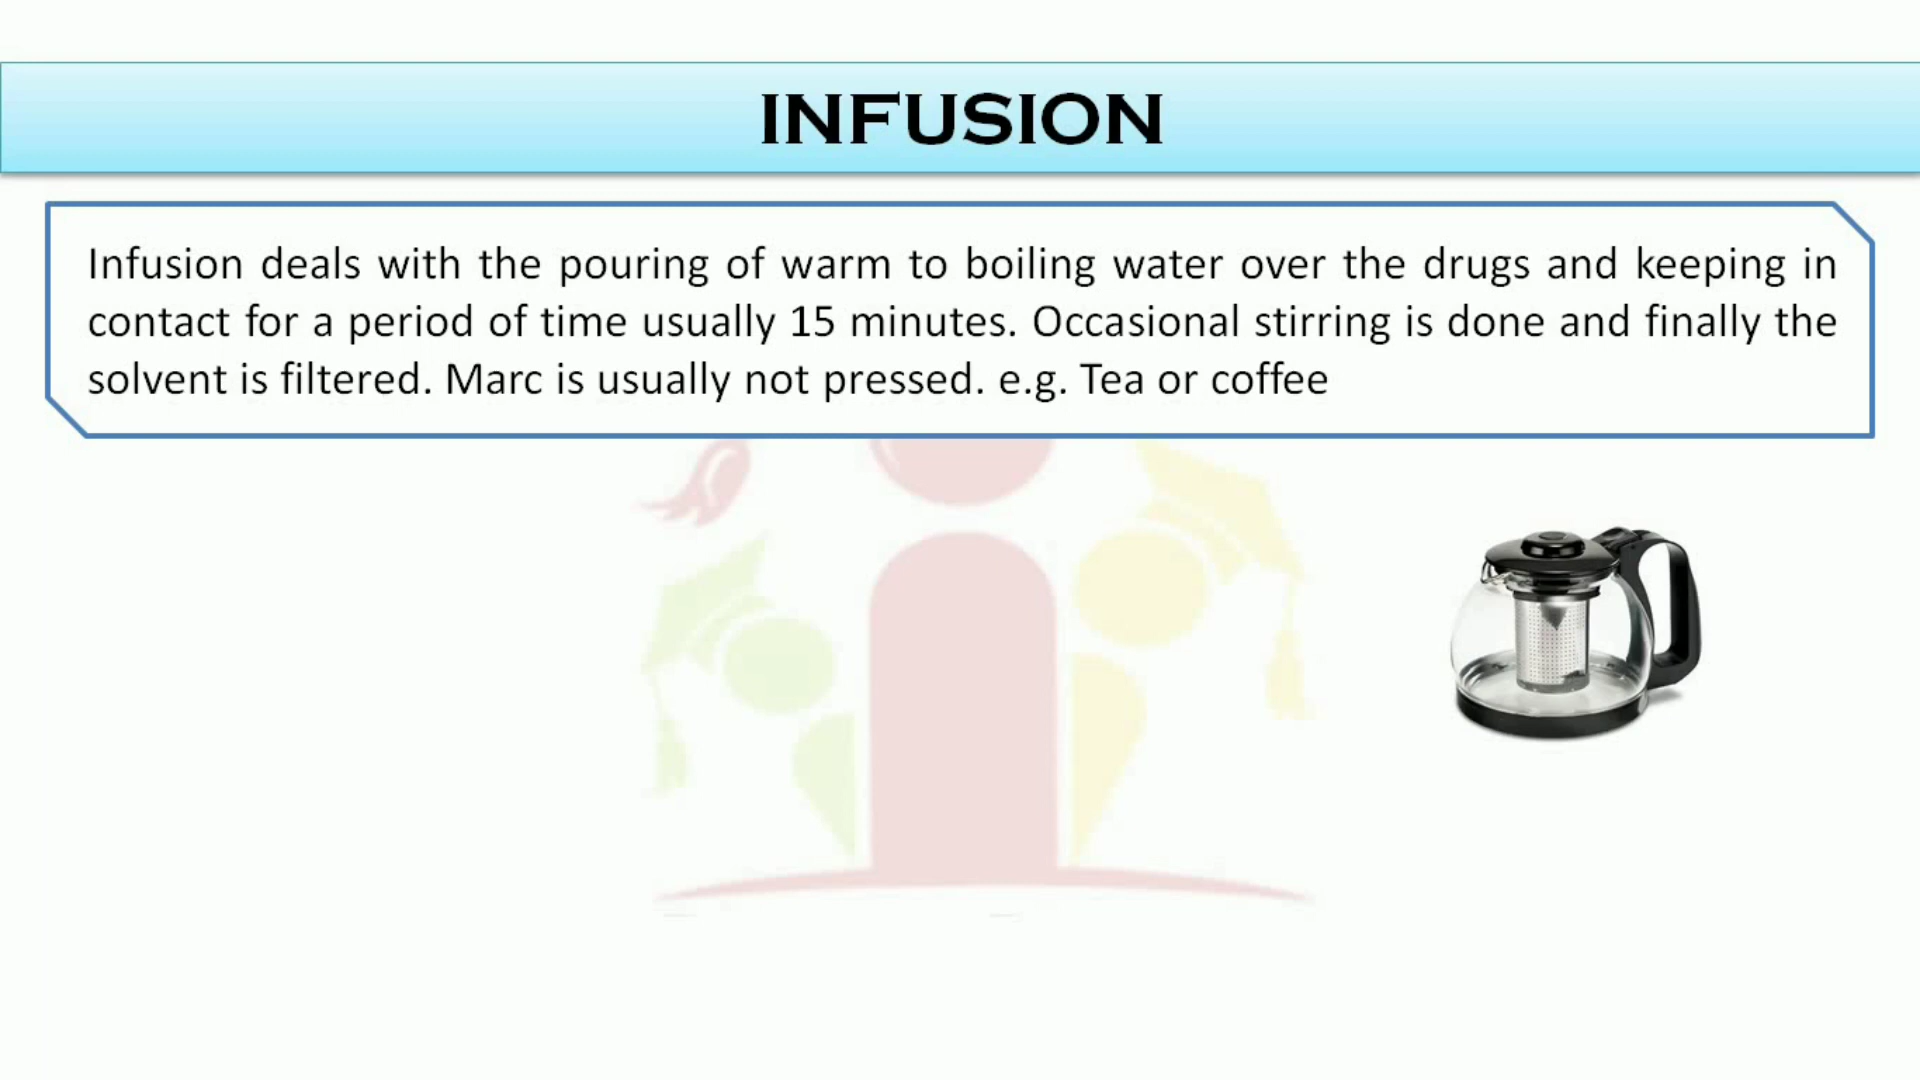 INFUSION
Infusion deals with the pouring of warm to boiling water over the drugs and keeping in
contact for a period of time usually 15 minutes. Occasional stirring is done and finally the
solvent is filtered. Marc is usually not pressed. e.g. Tea or coffee